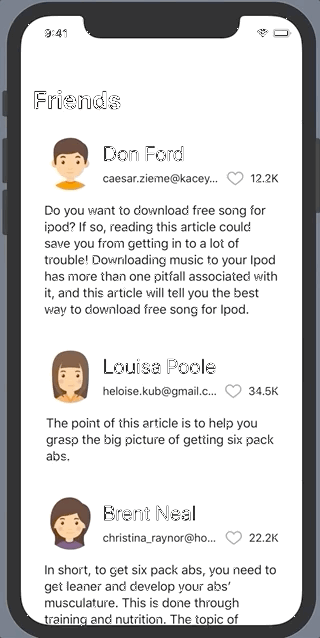 9:41
Friends
Don Ford
caesar.zieme@kacey... 12.2K
Do you want to download free song for
ipod? If so, reading this article could
save you from getting in to a lot of
trouble! Downloading music to your Ipod
has more than one pitfall associated with
it, and this article will tell you the best
way to download free song for Ipod.
Louisa Poole
heloise.kub@gmail.c... 34.5K
The point of this article is to help you
grasp the big picture of getting six pack
abs.
Brent Neal
christina_raynor@ho... 22.2K
In short, to get six pack abs, you need to
get leaner and develop your abs’
musculature. This is done through
training and nutrition. The topic of